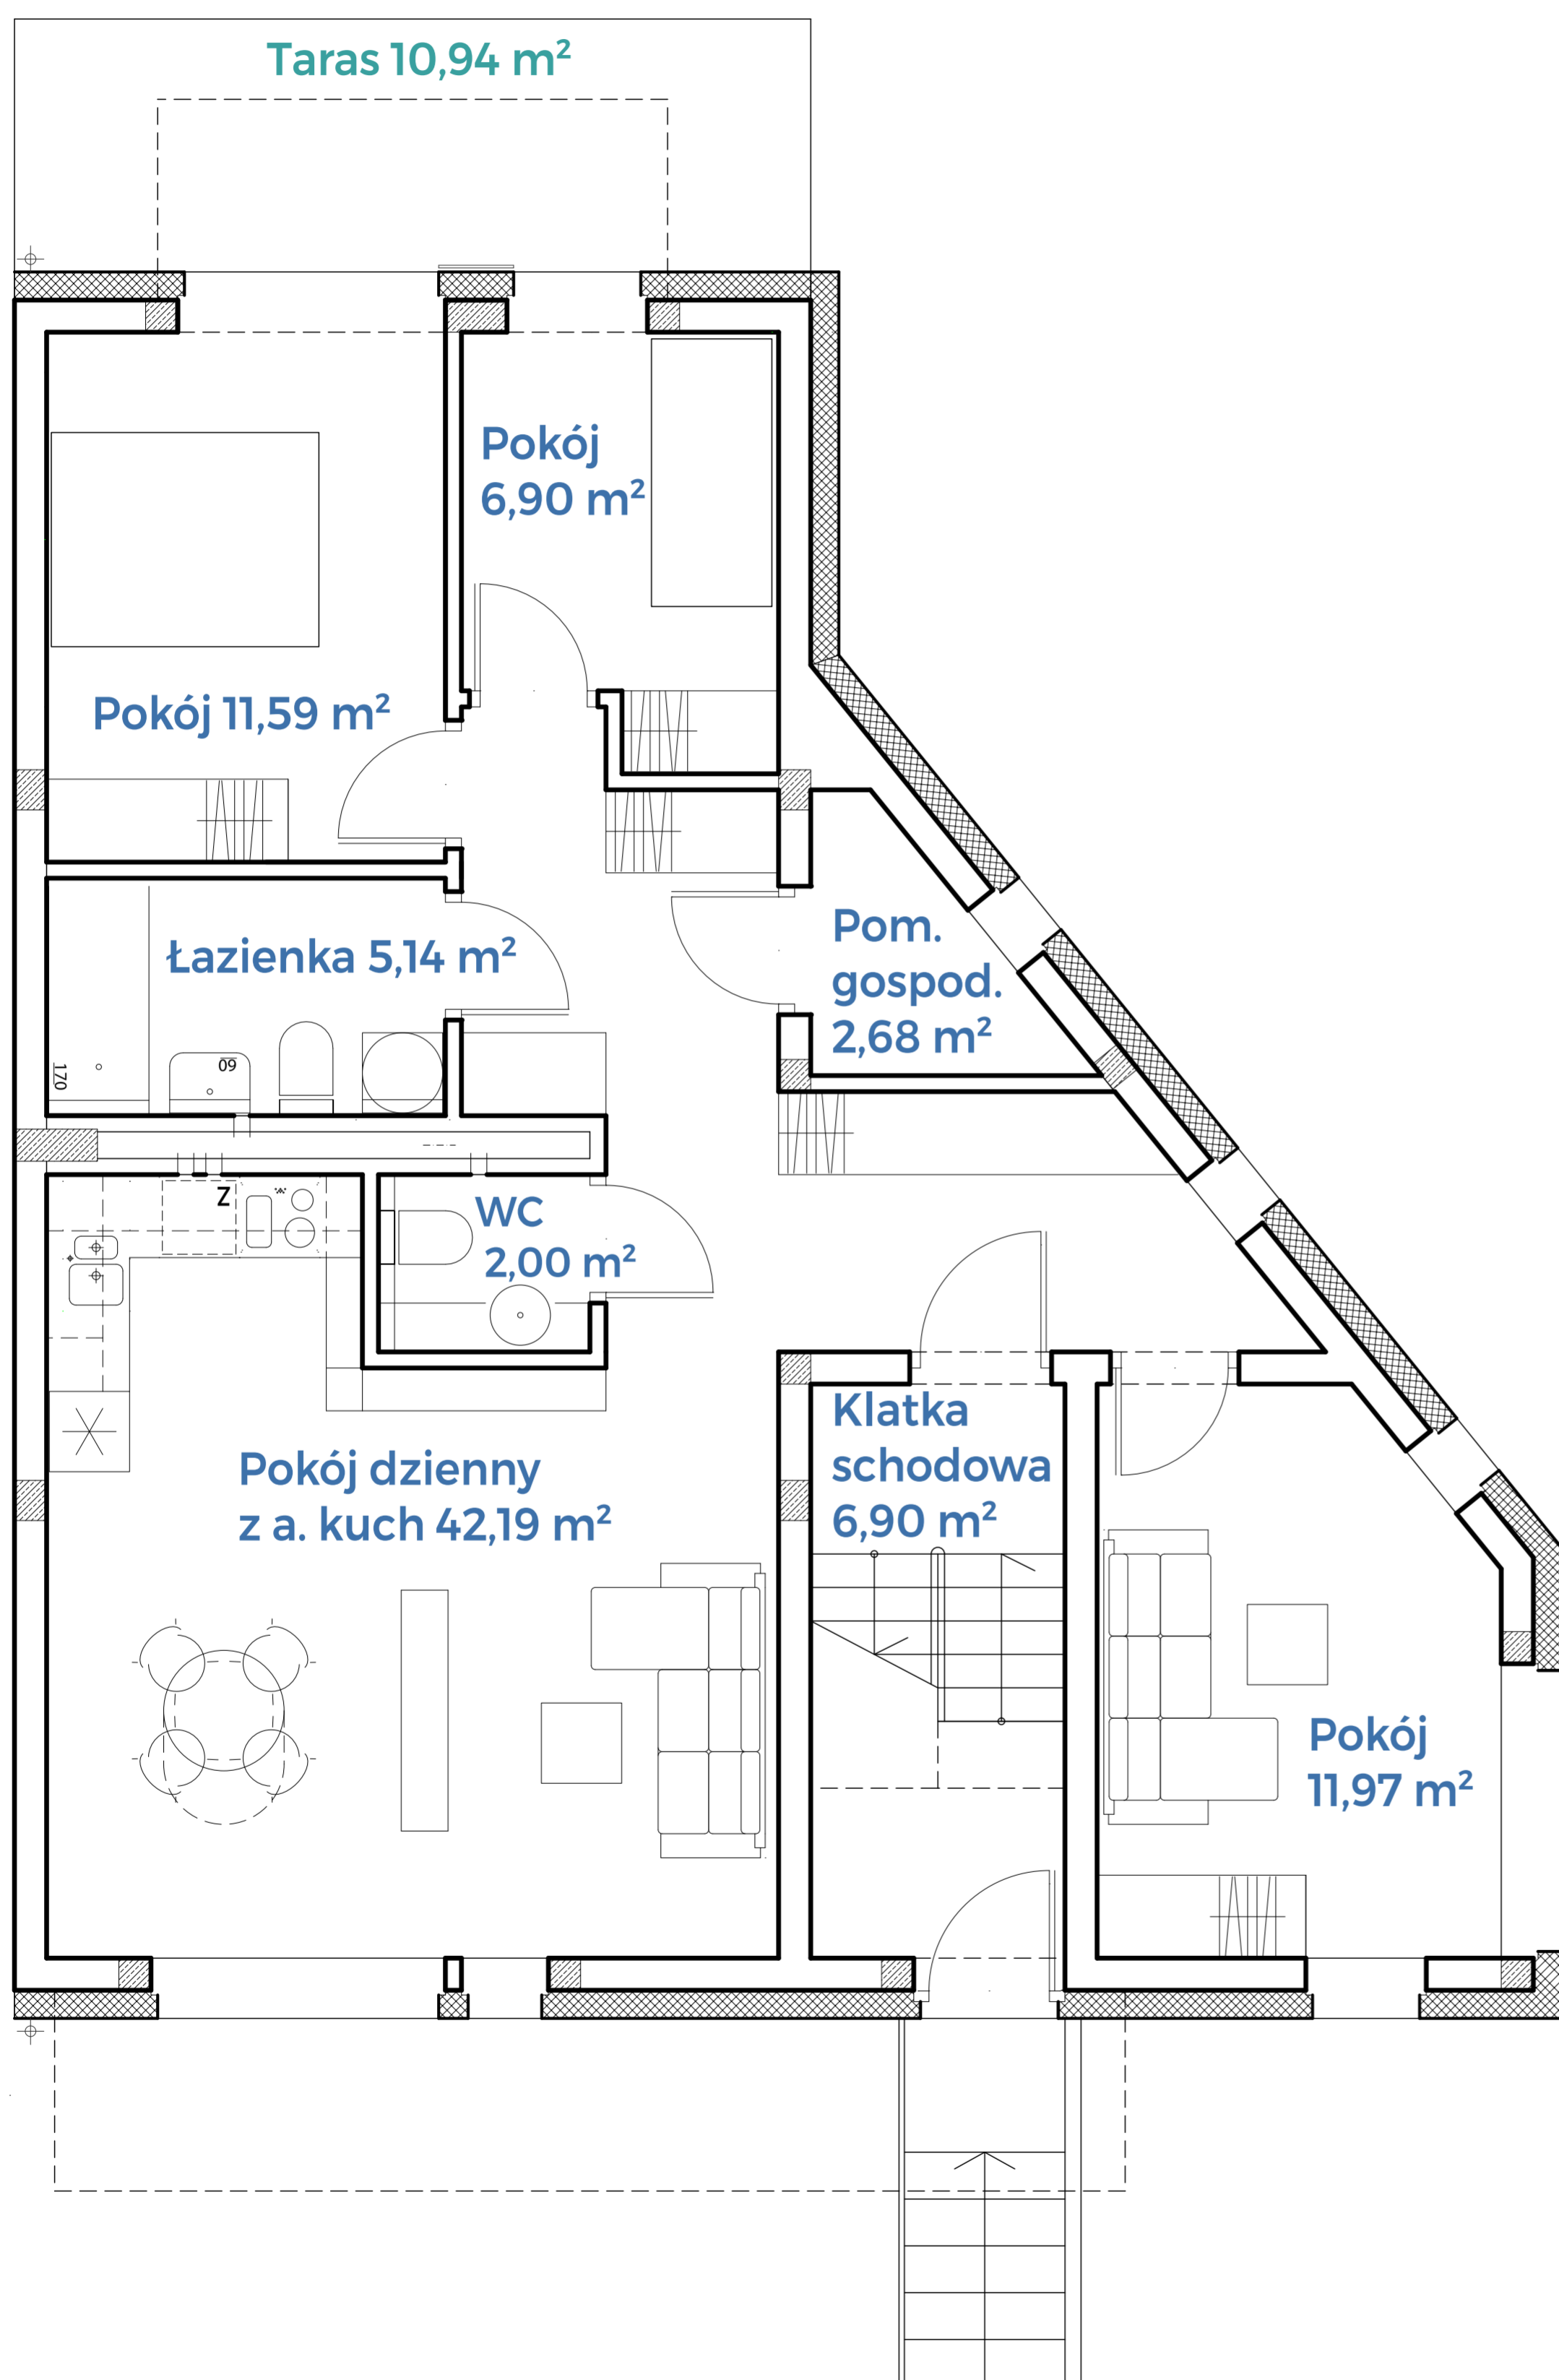 Taras 10,94 m²
Pokój
6,90 m²
Pokój 11,59 m²
Łazienka 5,14 m²
Pom.
gospod.
2,68 m²
170
60
Z
WC
2,00 m²
Klatka
schodowa
6,90 m²
Pokój dzienny
z a. kuch 42,19 m²
Pokój
11,97 m²